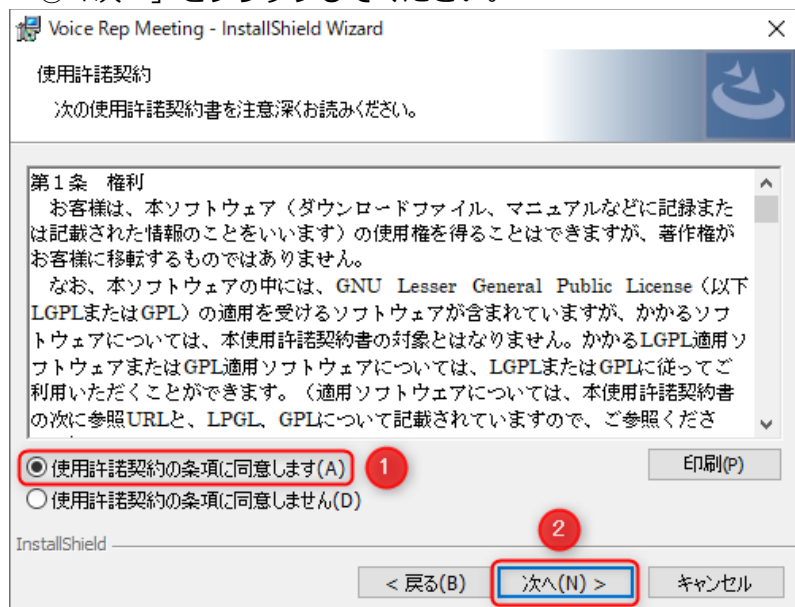 Voice Rep Meeting - InstallShield Wizard
使用許諾契約
次の使用許諾契約書を注意深くお読みください。
第1条 権利
お客様は、本ソフトウェア（ダウンロードファイル、マニュアルなどに記録また
は記載された情報のことをいいます）の使用権を得ることはできますが、著作権が
お客様に移転するものではありません。
なお、本ソフトウェアの中には、GNU Lesser General Public License（以下
LGPLまたはGPL）の適用を受けるソフトウェアが含まれていますが、かかるソフ
トウェアについては、本使用許諾契約書の対象とはなりません。かかるLGPL適用ソ
フトウェアまたはGPL適用ソフトウェアについては、LGPLまたはGPLに従ってご
利用いただくことができます。（適用ソフトウェアについては、本使用許諾契約書
の次に参照URLと、LPGL、GPLについて記載されていますので、ご参照くださ
使用許諾契約の条項に同意します(A)
1
印刷(P)
使用許諾契約の条項に同意しません(D)
2
InstallShield
< 戻る(B)
次へ(N) >
キャンセル